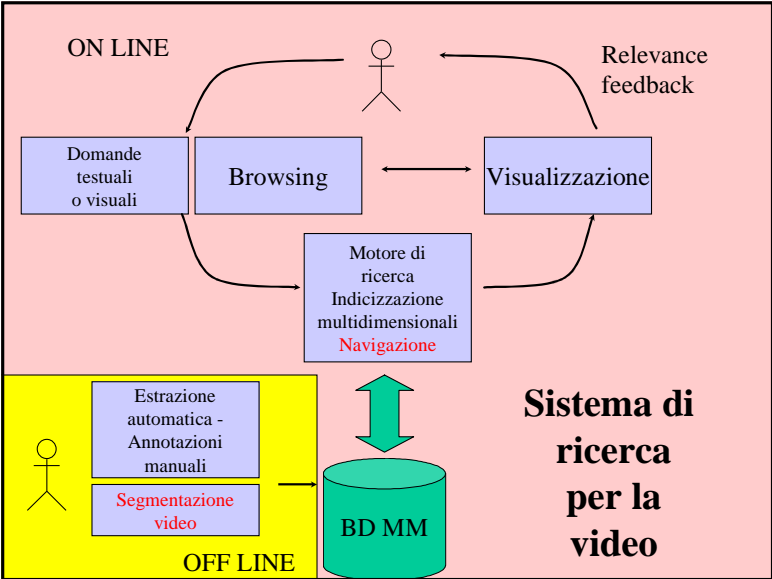 ON LINE
Relevance
feedback
Domande
testuali
o visuali
Browsing
Visualizzazione
Motore di
ricerca
Indicizzazione
multidimensionali
Navigazione
Estrazione
automatica -
Annotazioni
manuali
Segmentazione
video
OFF LINE
BD MM
Sistema di
ricerca
per la
video